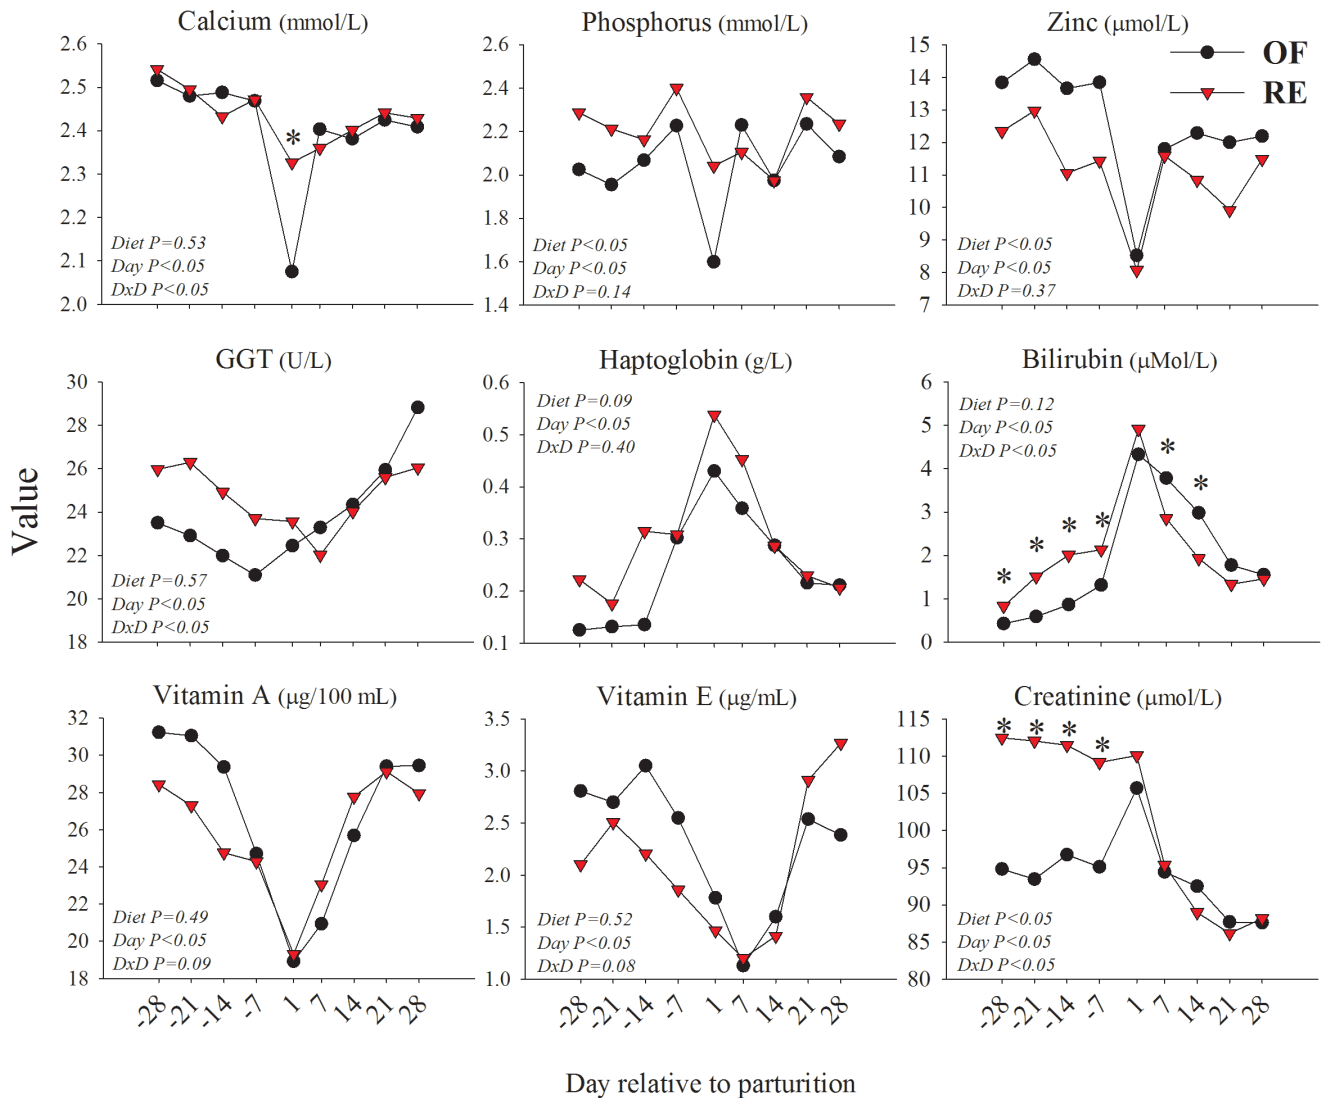 Calcium (mmol/L)
2.6
2.5
2.4
2.3
2.2
2.1
2.0
*
Diet P=0.53
Day P<0.05
DxD P<0.05
Phosphorus (mmol/L)
2.6
2.4
2.2
2.0
1.8
1.6
1.4
Diet P<0.05
Day P<0.05
DxD P=0.14
Zinc (μmol/L)
15
14
13
12
11
10
9
8
7
OF
RE
Diet P<0.05
Day P<0.05
DxD P=0.37
Value
GGT (U/L)
30
28
26
24
22
20
18
Diet P=0.57
Day P<0.05
DxD P<0.05
Haptoglobin (g/L)
0.6
0.5
0.4
0.3
0.2
0.1
Diet P=0.09
Day P<0.05
DxD P=0.40
Bilirubin (μMol/L)
6
5
4
3
2
1
0
Diet P=0.12
Day P<0.05
DxD P<0.05
* * * * * *
Vitamin A (μg/100 mL)
32
30
28
26
24
22
20
18
Diet P=0.49
Day P<0.05
DxD P=0.09
-28 -21 -14 -7 1 7 14 21 28
Vitamin E (μg/mL)
3.5
3.0
2.5
2.0
1.5
1.0
Diet P=0.52
Day P<0.05
DxD P=0.08
-28 -21 -14 -7 1 7 14 21 28
Creatinine (μmol/L)
115
110
105
100
95
90
85
80
* * * *
Diet P<0.05
Day P<0.05
DxD P<0.05
-28 -21 -14 -7 1 7 14 21 28
Day relative to parturition